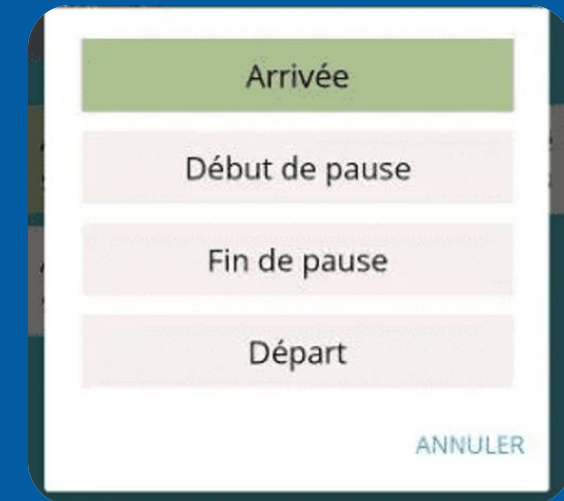 Arrivée
Début de pause
Fin de pause
Départ
ANNULER